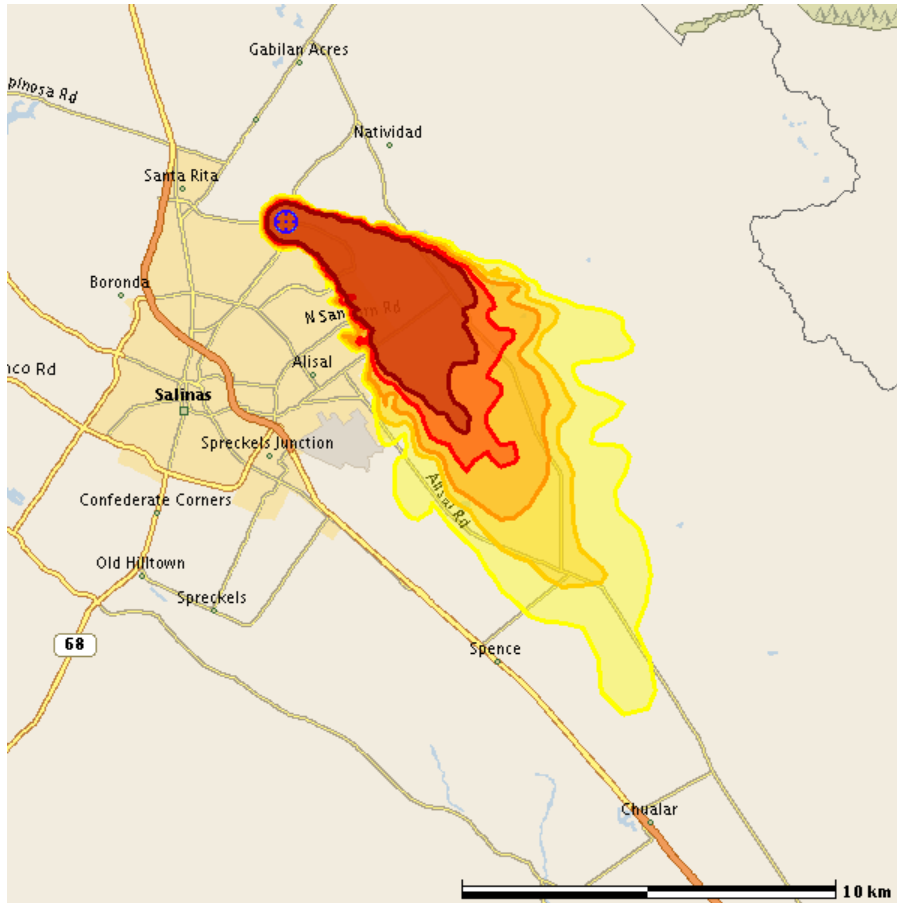 Gabilan Acres
pinosa Rd
Natividad
Santa Rita
Boronda
N San rn Rd
nco Rd
Alisal
Salinas
Spreckels Junction
Alisal Rd
Confederate Corners
Old Hilltown
Spreckels
68
Spence
Chualar
10 km